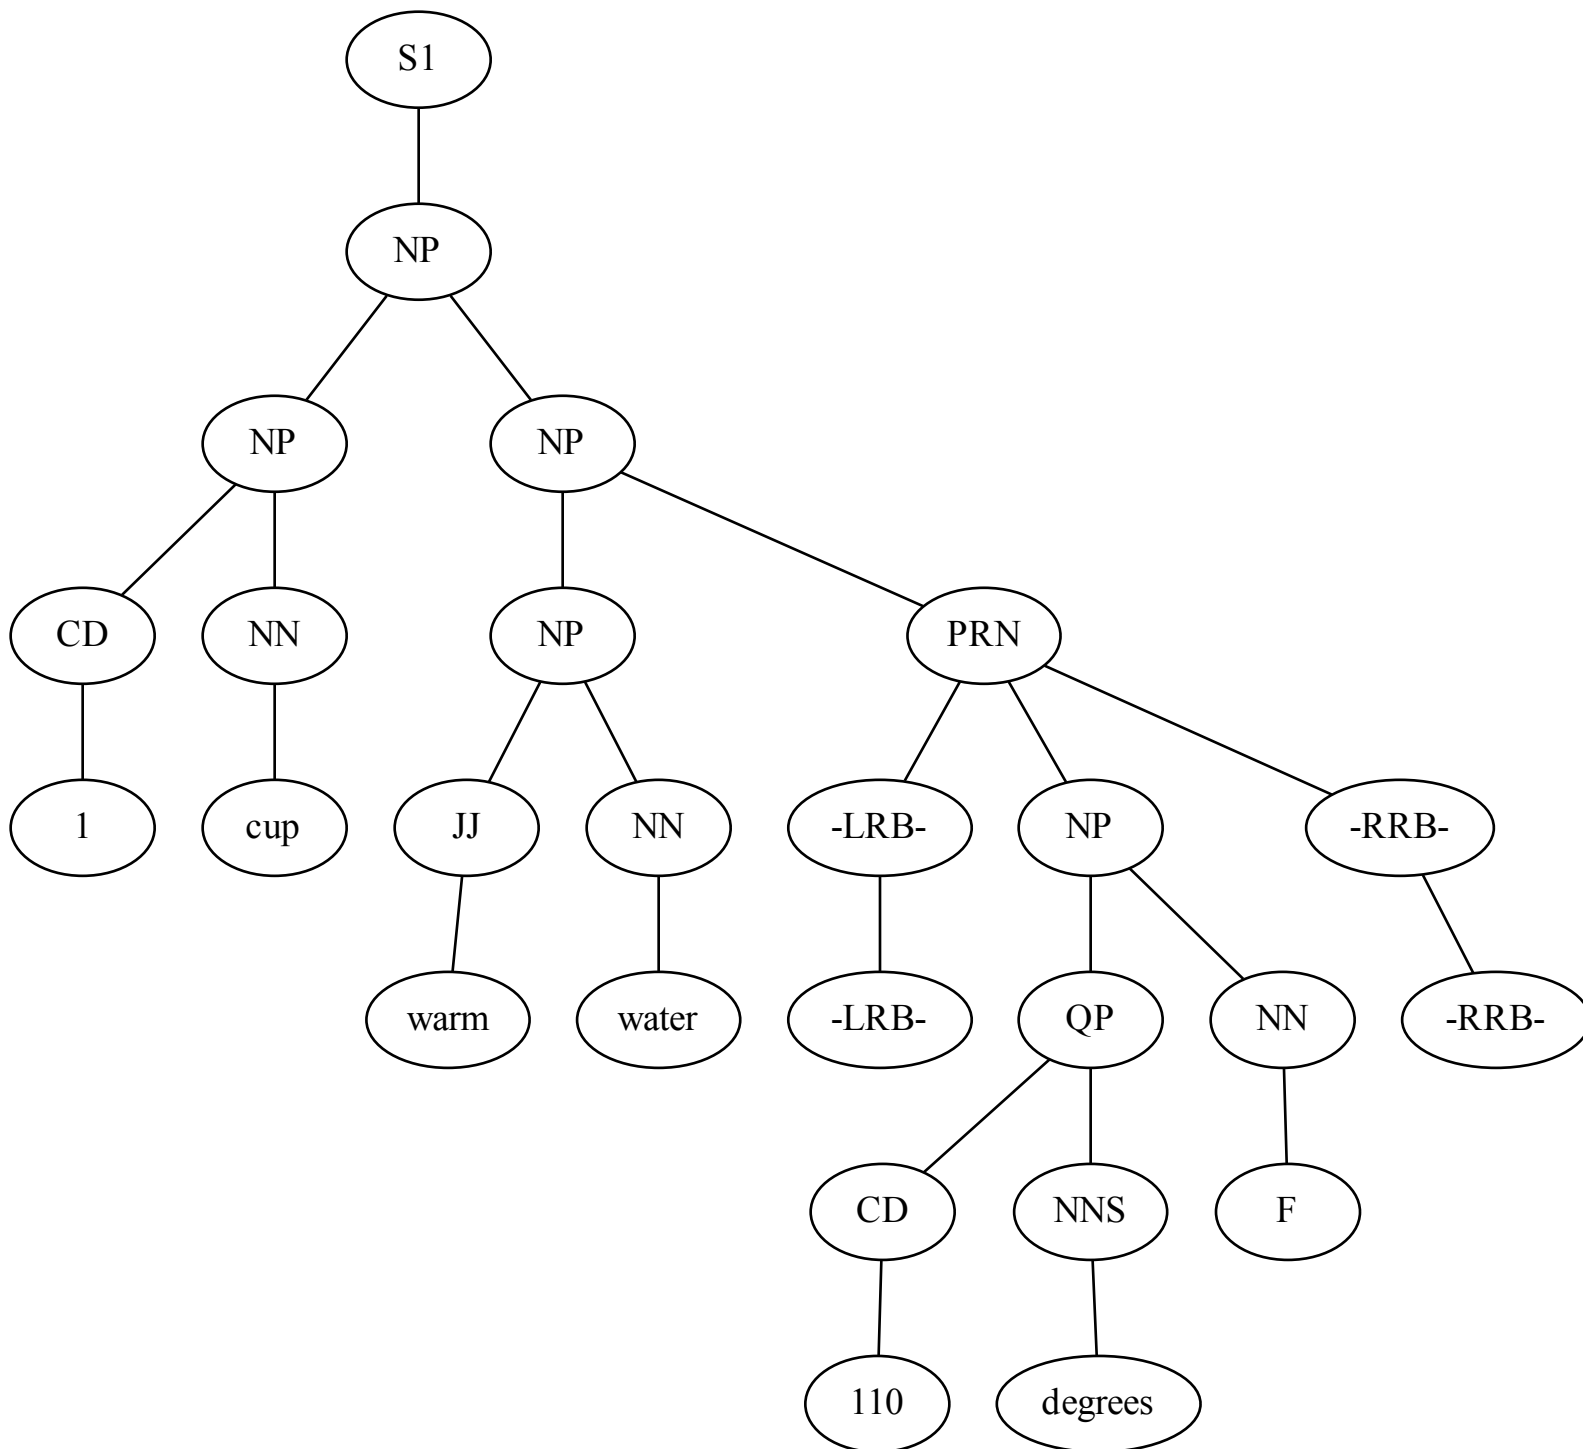 S1
NP
NP NP
CD NN NP PRN
1 cup JJ NN -LRB- NP -RRB-
warm water -LRB- QP NN -RRB-
CD NNS F
110 degrees